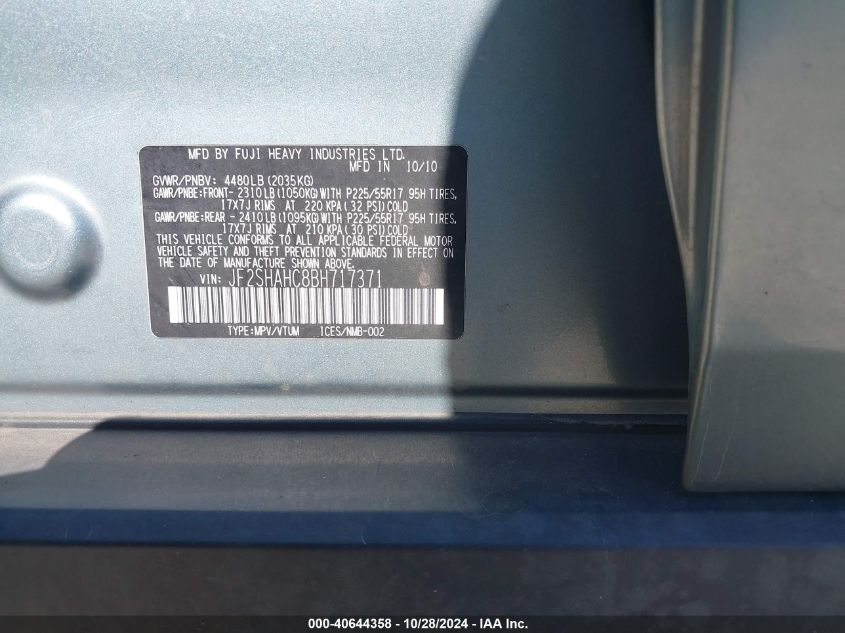 MFD BY FUJI HEAVY INDUSTRIES LTD.
MFD IN 10/10
GVWR/PNBV: 4480LB(2035KG)
GAWR/PNBE:FRONT- 2310LB(1050KG)WITH P225/55R17 95H TIRES,
17X7J RIMS AT 220 KPA(32 PSI)COLD
GAWR/PNBE:REAR - 2410LB(1095KG)WITH P225/55R17 95H TIRES,
17X7J RIMS AT 210 KPA(30 PSI)COLD
THIS VEHICLE CONFORMS TO ALL APPLICABLE FEDERAL MOTOR
VEHICLE SAFETY AND THEFT PREVENTION STANDARDS IN EFFECT ON
THE DATE OF MANUFACTURE SHOWN ABOVE.
VIN: JF2SHAHC8BH717371
TYPE:MPV/VTUM ICES/NMB-002
000-40644358 - 10/28/2024 - IAAI Inc.